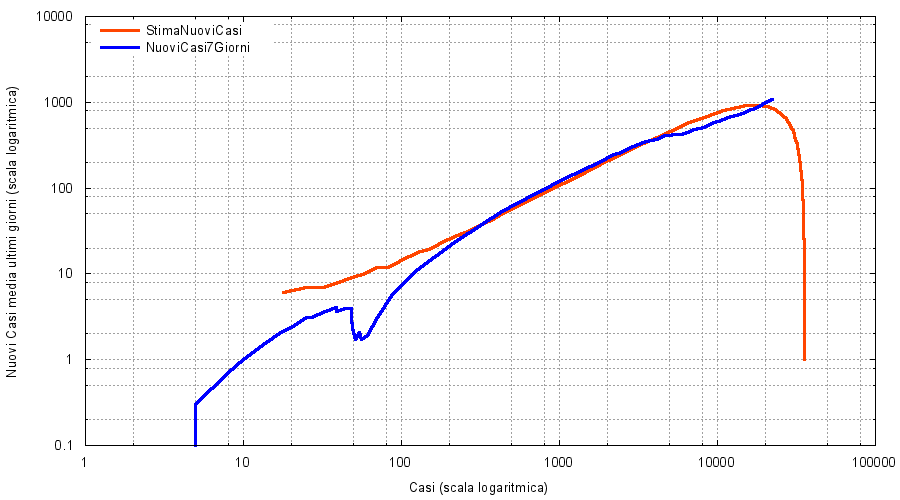 10000
1000
100
10
1
0.1
StimaNuoviCasi
NuoviCasi7Giorni
Nuovi Casi media ultimi giorni (scala logaritmica)
1 10 100 1000 10000 100000
Casi (scala logaritmica)